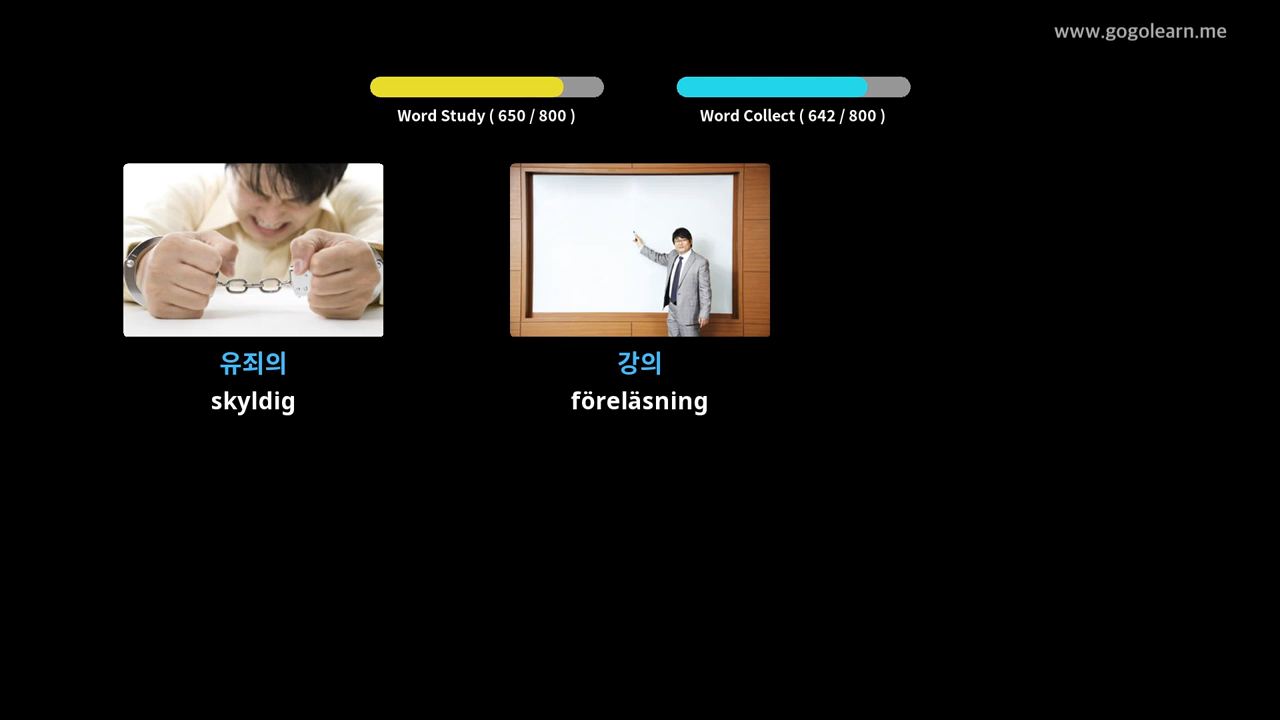 www.gogolearn.me
Word Study ( 650 / 800 )
Word Collect ( 642 / 800 )
유죄의
skyldig
강의
föreläsning